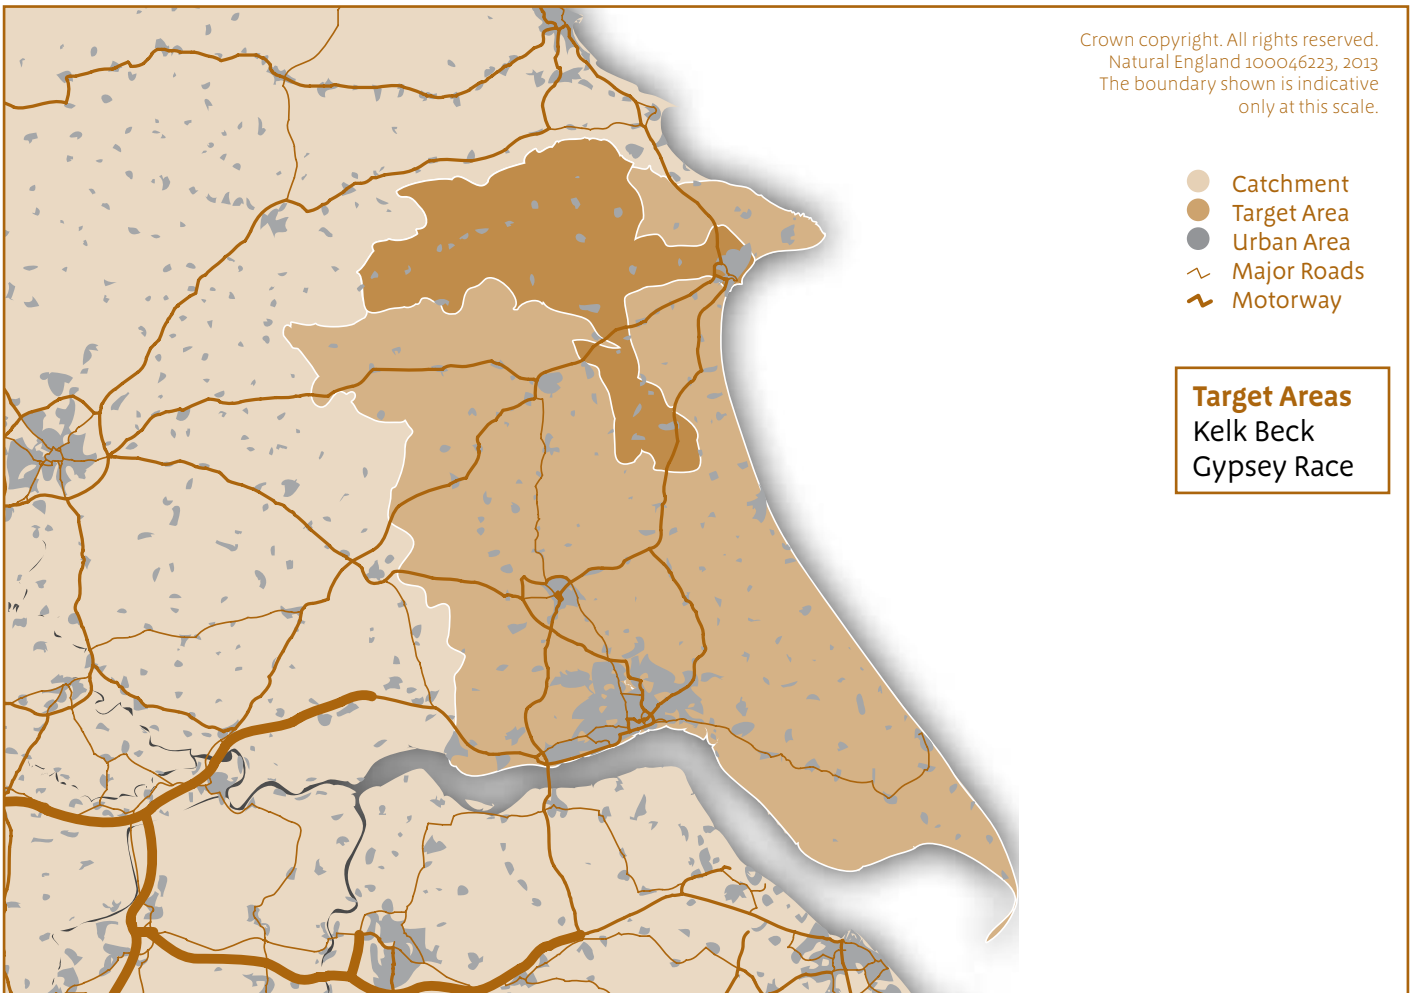 Crown copyright. All rights reserved.
Natural England 100046223, 2013
The boundary shown is indicative
only at this scale.
Catchment
Target Area
Urban Area
Major Roads
Motorway
Target Areas
Kelk Beck
Gypsey Race